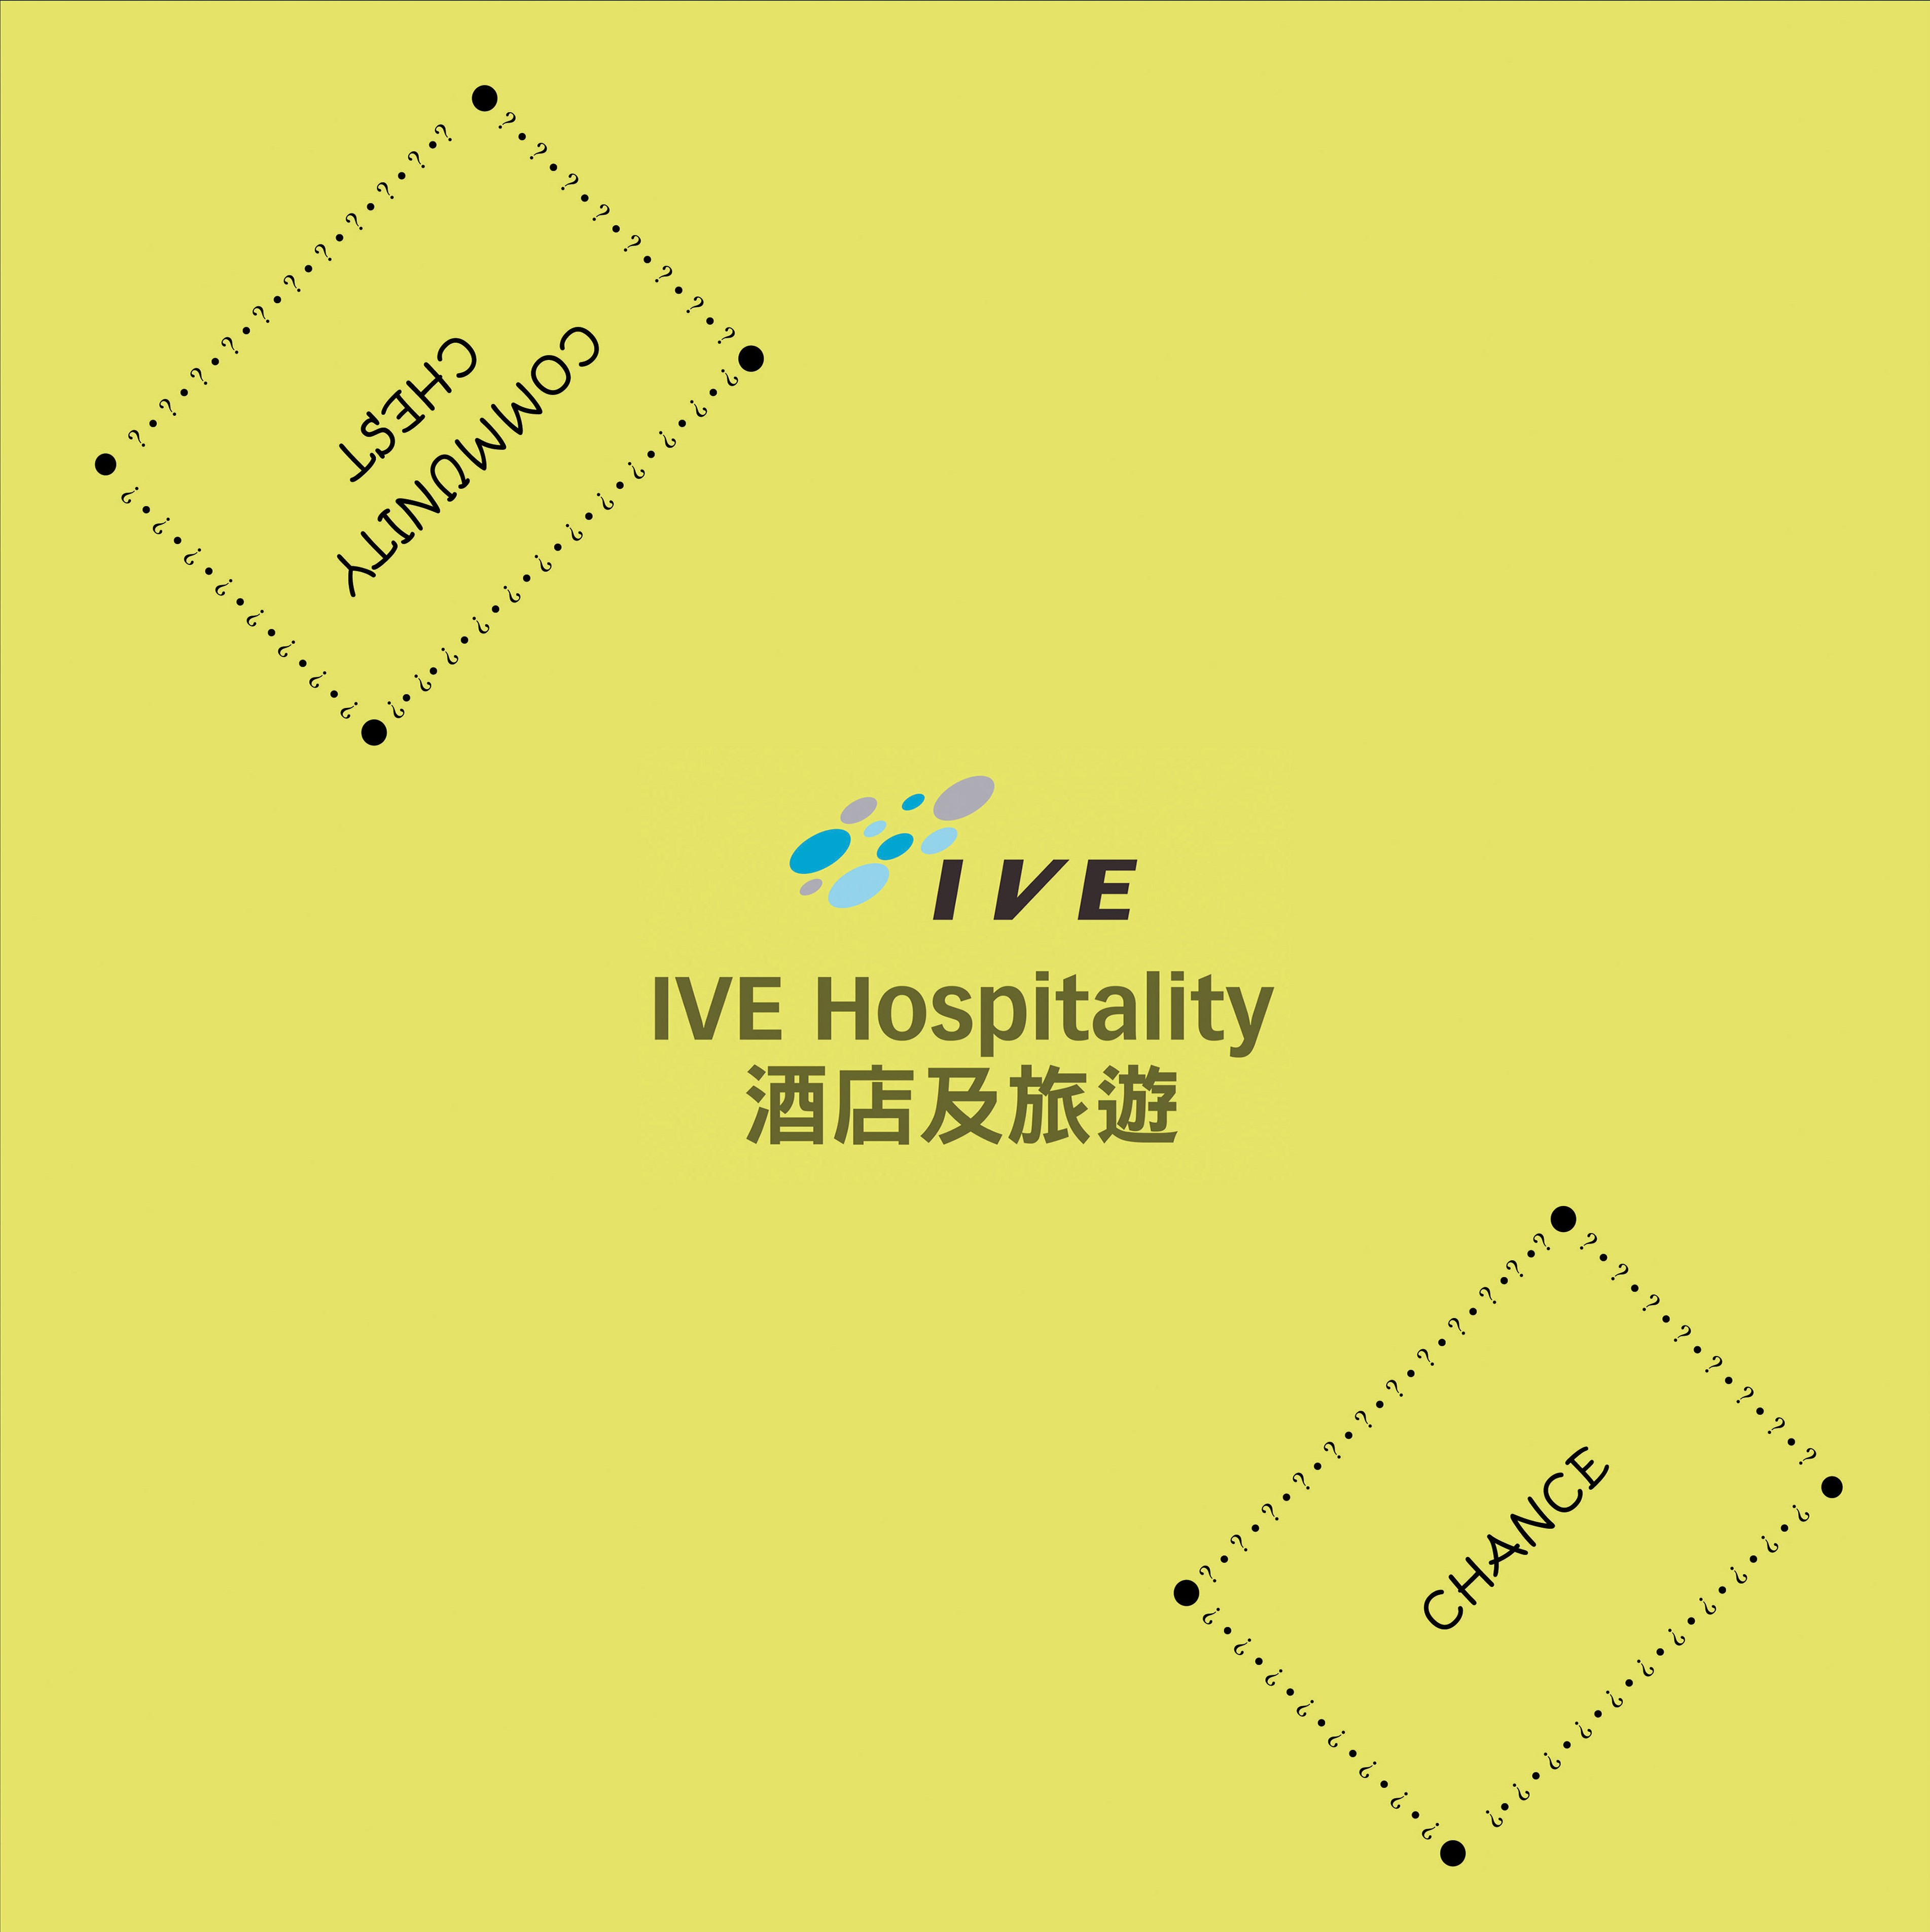 COMMUNITY
CHEST
IVE
IVE Hospitality
酒店及旅遊
CHANCE